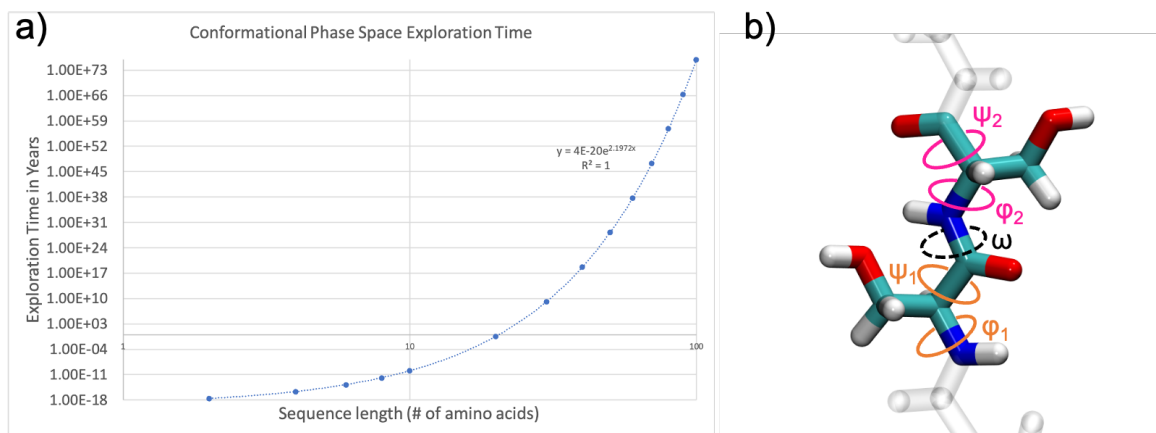 a)
Conformational Phase Space Exploration Time
Exploration Time in Years
1.00E+73
1.00E+66
1.00E+59
1.00E+52
1.00E+45
1.00E+38
1.00E+31
1.00E+24
1.00E+17
1.00E+10
1.00E+03
1.00E-04
1.00E-11
1.00E-18
y = 4E-20e^2.1972x
R² = 1
1
10
100
Sequence length (# of amino acids)
b)
ψ₂
φ₂
ω
ψ₁
φ₁